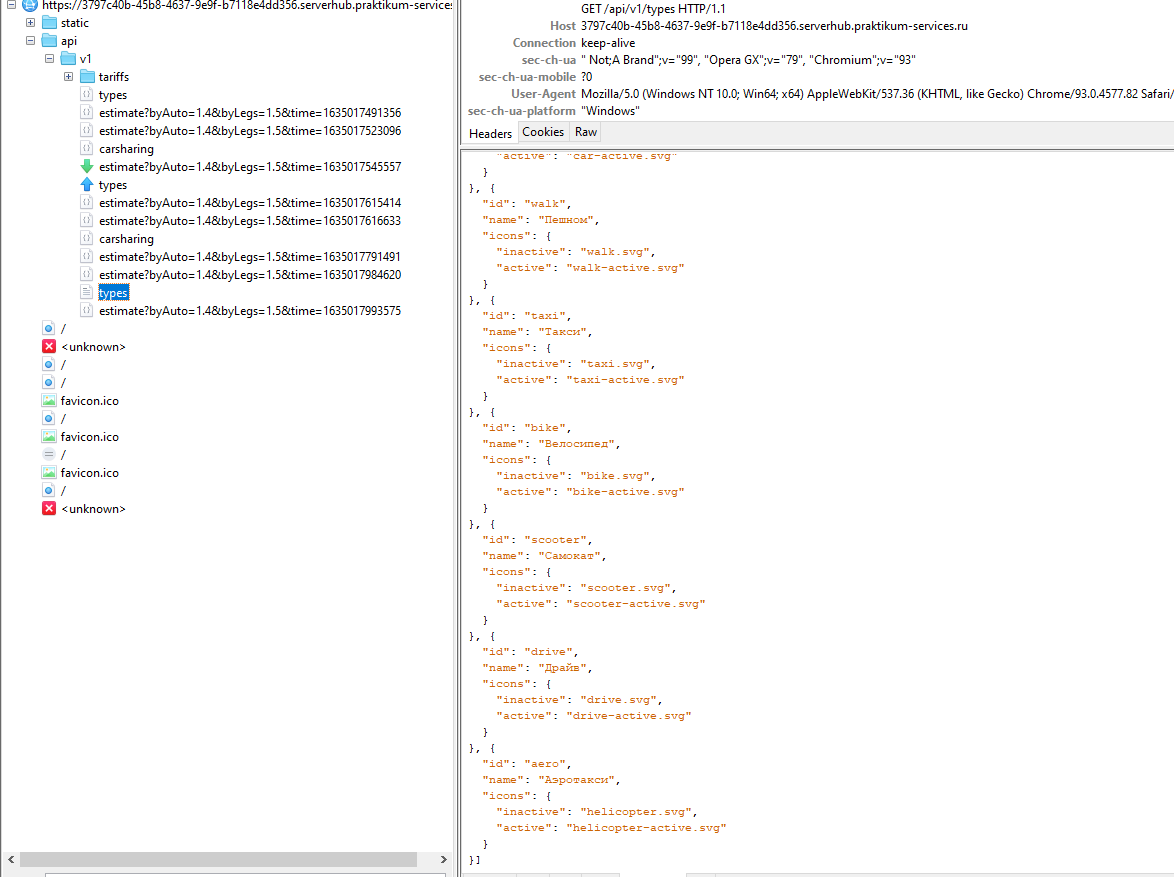 https://3797c40b-45b8-4637-9e9f-b7118e4dd356.serverhub.praktikum-services
static
api
v1
tariffs
types
estimate?byAuto=1.4&byLegs=1.5&time=1635017491356
estimate?byAuto=1.4&byLegs=1.5&time=1635017523096
carsharing
estimate?byAuto=1.4&byLegs=1.5&time=1635017545557
types
estimate?byAuto=1.4&byLegs=1.5&time=1635017615414
estimate?byAuto=1.4&byLegs=1.5&time=1635017616633
carsharing
estimate?byAuto=1.4&byLegs=1.5&time=1635017791491
estimate?byAuto=1.4&byLegs=1.5&time=1635017984620
types
estimate?byAuto=1.4&byLegs=1.5&time=1635017993575
/
<unknown>
/
/
favicon.ico
/
favicon.ico
/
favicon.ico
/
<unknown>
GET /api/v1/types HTTP/1.1
Host 3797c40b-45b8-4637-9e9f-b7118e4dd356.serverhub.praktikum-services.ru
Connection keep-alive
sec-ch-ua " Not;A Brand";v="99", "Opera GX";v="79", "Chromium";v="93"
sec-ch-ua-mobile ?0
User-Agent Mozilla/5.0 (Windows NT 10.0; Win64; x64) AppleWebKit/537.36 (KHTML, like Gecko) Chrome/93.0.4577.82 Safari/
sec-ch-ua-platform "Windows"
Headers Cookies Raw
"active": "car-active.svg"
}
}, {
"id": "walk",
"name": "Пешном",
"icons": {
"inactive": "walk.svg",
"active": "walk-active.svg"
}
}, {
"id": "taxi",
"name": "Такси",
"icons": {
"inactive": "taxi.svg",
"active": "taxi-active.svg"
}
}, {
"id": "bike",
"name": "Велосипед",
"icons": {
"inactive": "bike.svg",
"active": "bike-active.svg"
}
}, {
"id": "scooter",
"name": "Самокат",
"icons": {
"inactive": "scooter.svg",
"active": "scooter-active.svg"
}
}, {
"id": "drive",
"name": "Драйв",
"icons": {
"inactive": "drive.svg",
"active": "drive-active.svg"
}
}, {
"id": "aero",
"name": "Аэротакси",
"icons": {
"inactive": "helicopter.svg",
"active": "helicopter-active.svg"
}
}]